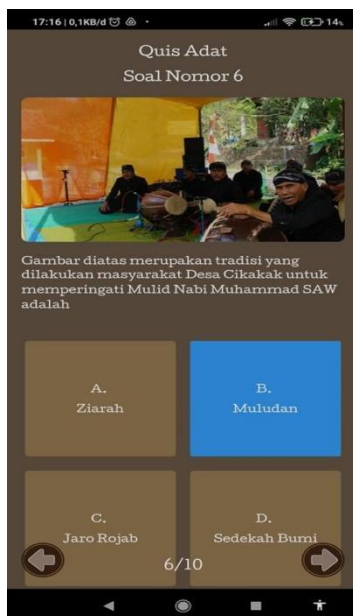 17:16 | 0,1KB/d
14%
Quis Adat
Soal Nomor 6
Gambar diatas merupakan tradisi yang
dilakukan masyarakat Desa Cikakak untuk
memperingati Mulid Nabi Muhammad SAW
adalah
A.
Ziarah
B.
Muludan
C.
Jaro Rojab
D.
Sedekah Bumi
6/10